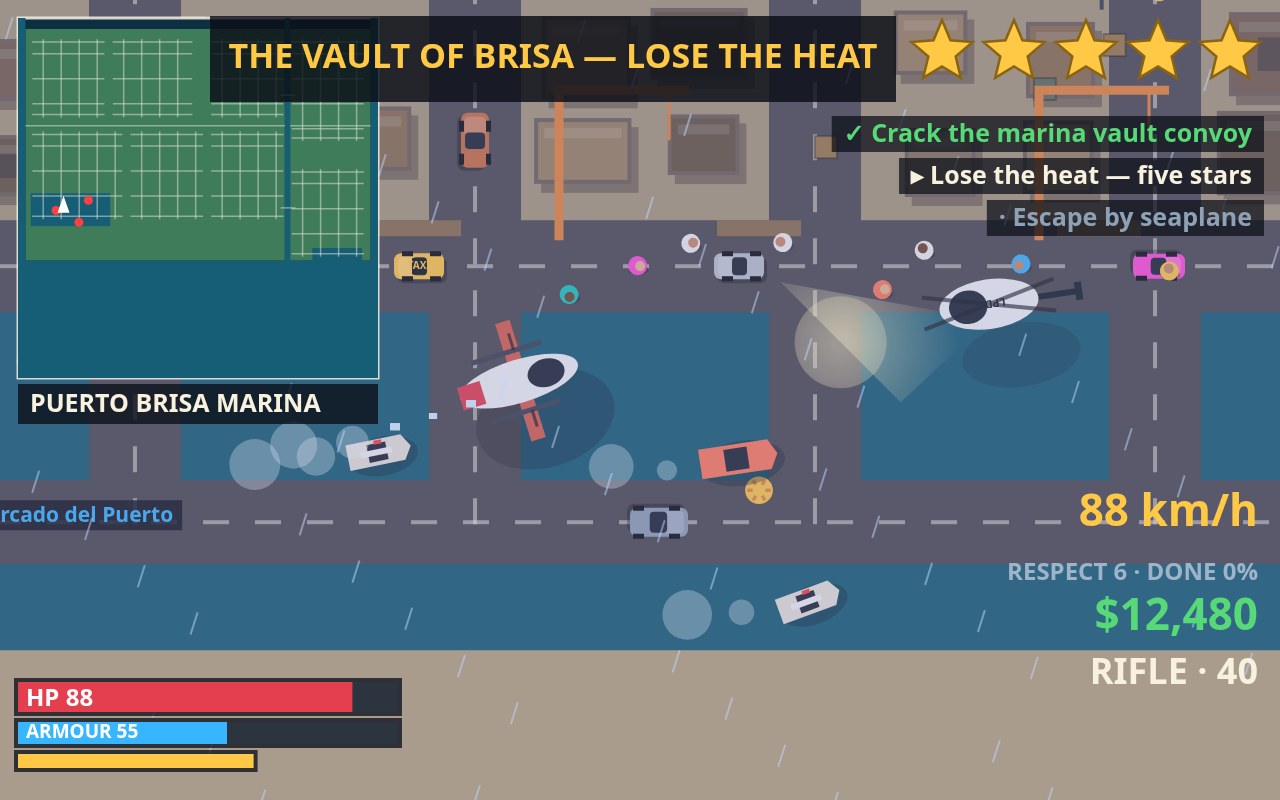 THE VAULT OF BRISA — LOSE THE HEAT
✓ Crack the marina vault convoy
▸ Lose the heat — five stars
· Escape by seaplane
TAXI
PUERTO BRISA MARINA
rcado del Puerto
88 km/h
RESPECT 6 · DONE 0%
$12,480
RIFLE · 40
HP 88
ARMOUR 55